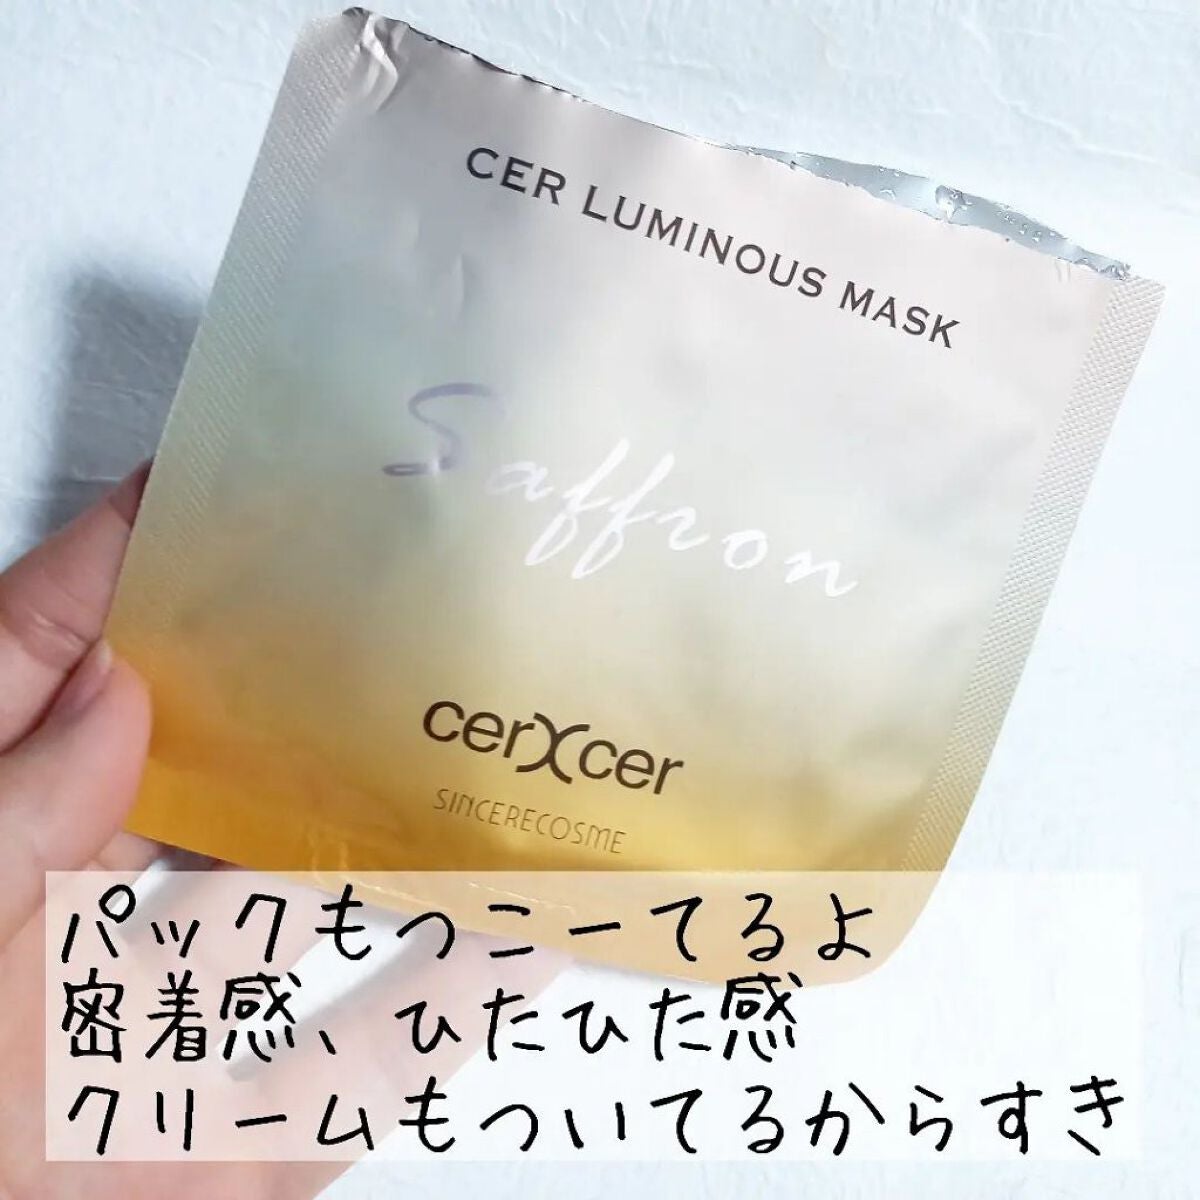 CER LUMINOUS MASK
Saffron
cerXcer
SINCERECOSME
パックもつこーてるよ
密着感、ひたひた感
クリームもついてるからすき